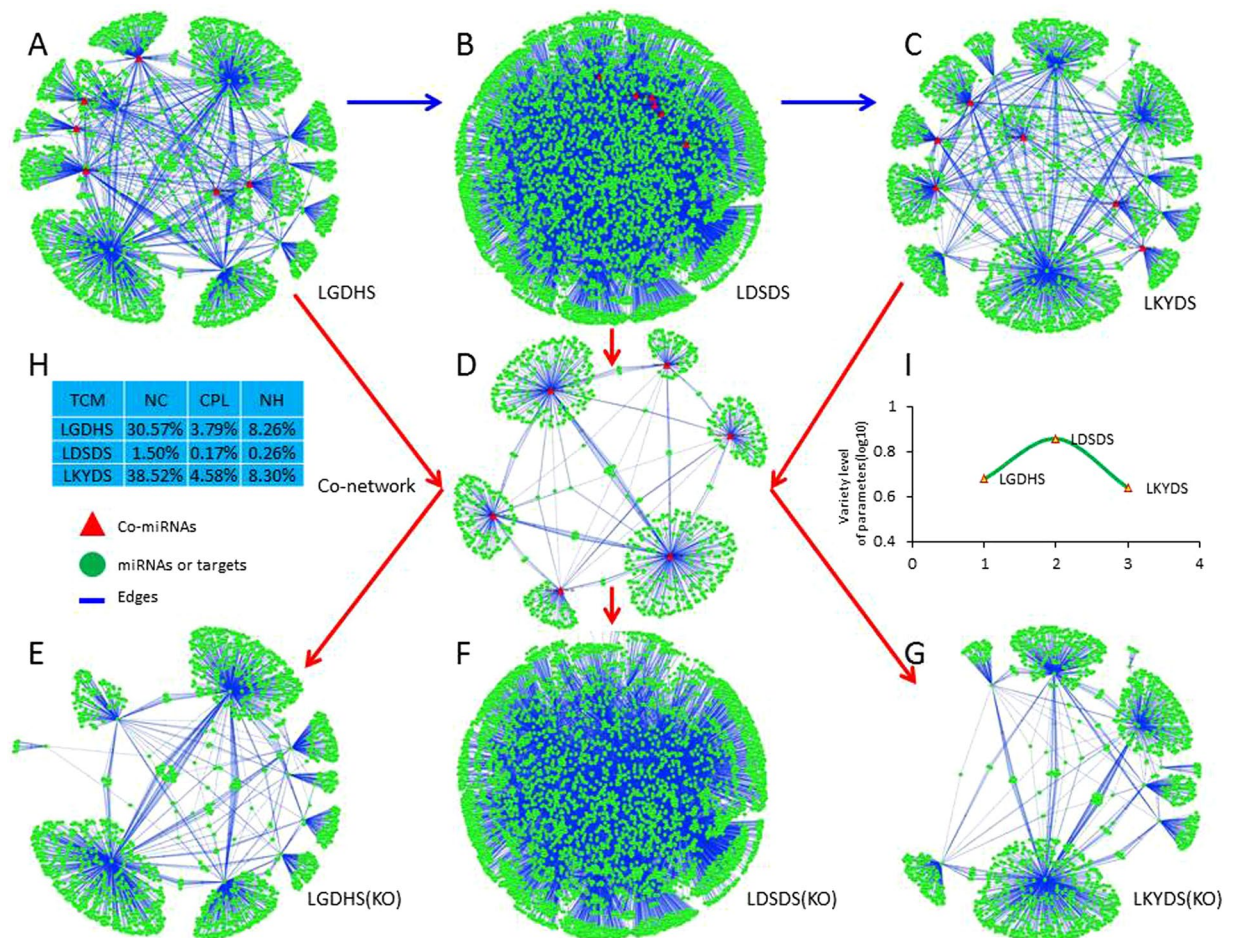 A
B
C
LGDHS
LDSDS
LKYDS
H
TCM NC CPL NH
LGDHS 30.57% 3.79% 8.26%
LDSDS 1.50% 0.17% 0.26%
LKYDS 38.52% 4.58% 8.30%
Co-miRNAs
miRNAs or targets
Edges
D
Co-network
I
Variety level
of parameters(log10)
1
0.8
0.6
0.4
0 1 2 3 4
LGDHS
LDSDS
LKYDS
E
F
G
LGDHS(KO)
LDSDS(KO)
LKYDS(KO)